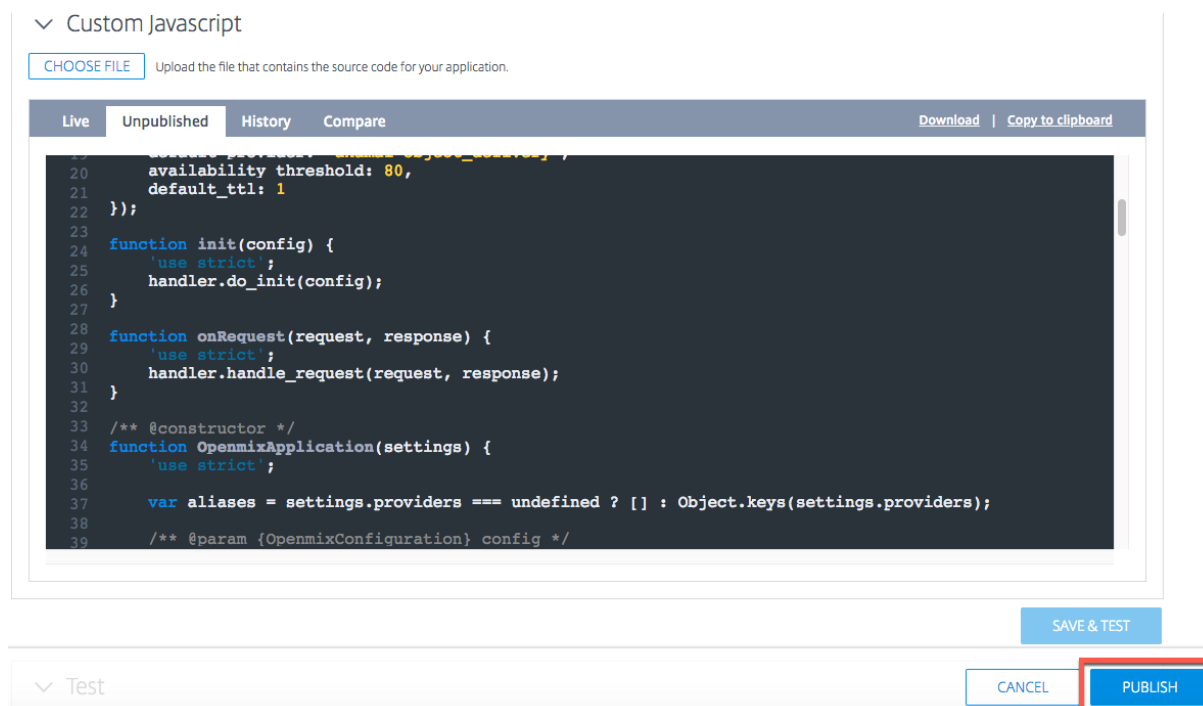 Custom Javascript
CHOOSE FILE Upload the file that contains the source code for your application.
Live Unpublished History Compare Download | Copy to clipboard
20 availability threshold: 80,
21 default_ttl: 1
22 });
23
24 function init(config) {
25 'use strict';
26 handler.do_init(config);
27 }
28 function onRequest(request, response) {
29 'use strict';
30 handler.handle_request(request, response);
31 }
32
33 /** @constructor */
34 function OpenmixApplication(settings) {
35 'use strict';
36
37 var aliases = settings.providers === undefined ? [] : Object.keys(settings.providers);
38
39 /** @param {OpenmixConfiguration} config */
SAVE & TEST
Test CANCEL PUBLISH